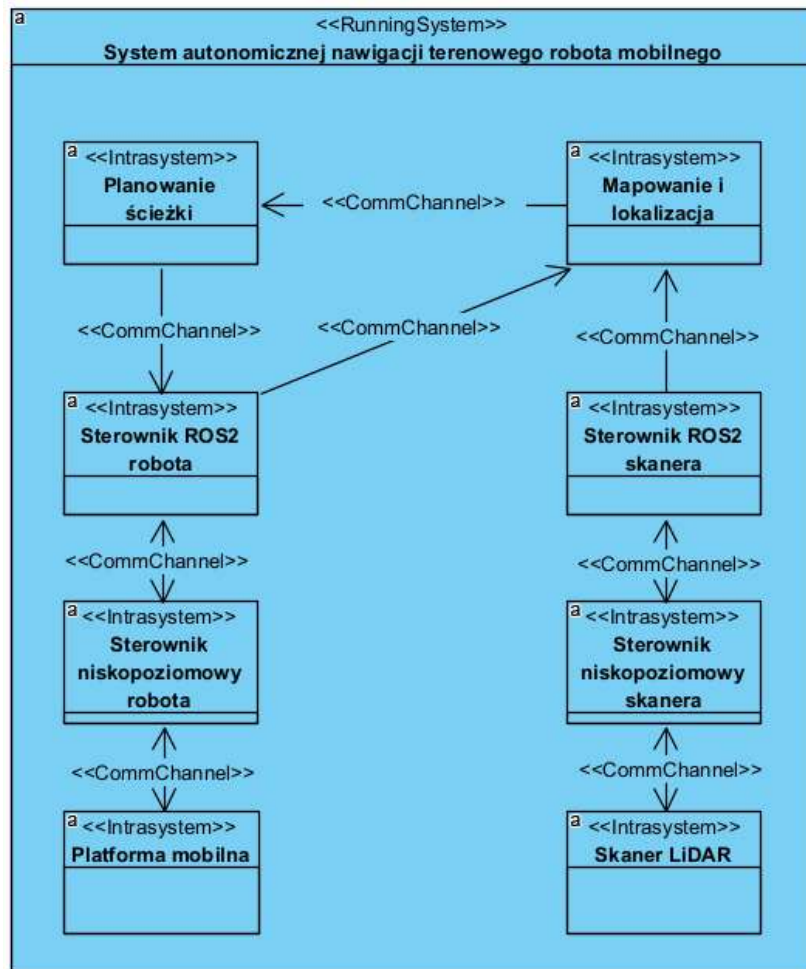 a
<<RunningSystem>>
System autonomicznej nawigacji terenowego robota mobilnego
a
<<Intrasystem>>
Planowanie
ścieżki
a
<<Intrasystem>>
Mapowanie i
lokalizacja
<<CommChannel>>
<<CommChannel>>
<<CommChannel>>
<<CommChannel>>
a
<<Intrasystem>>
Sterownik ROS2
robota
a
<<Intrasystem>>
Sterownik ROS2
skanera
<<CommChannel>>
<<CommChannel>>
a
<<Intrasystem>>
Sterownik
niskopoziomowy
robota
a
<<Intrasystem>>
Sterownik
niskopoziomowy
skanera
<<CommChannel>>
<<CommChannel>>
a
<<Intrasystem>>
Platforma mobilna
a
<<Intrasystem>>
Skaner LiDAR